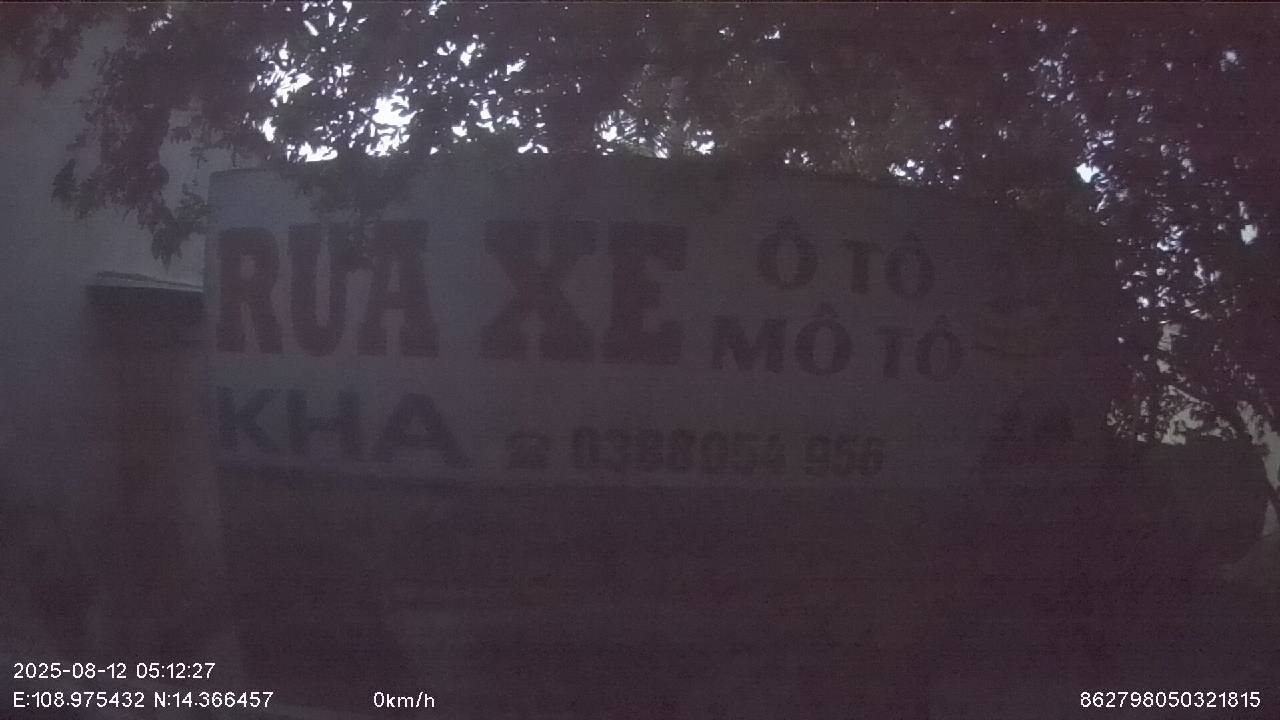 RỬA XE Ô TÔ
MÔ TÔ
KHA ☎ 0388054 956
2025-08-12 05:12:27
E:108.975432 N:14.366457 0km/h 862798050321815